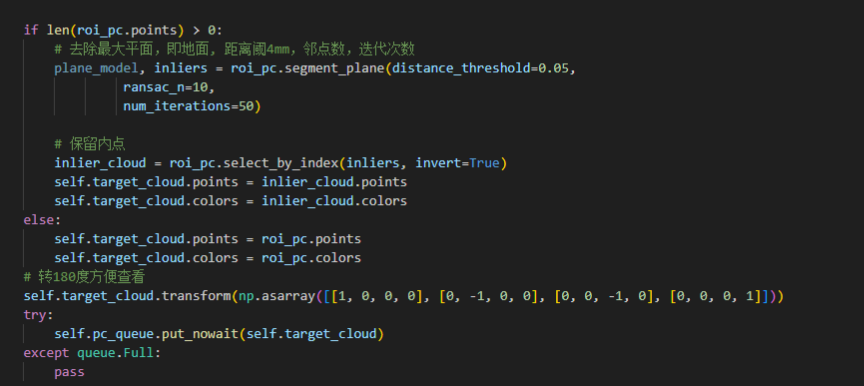 if len(roi_pc.points) > 0:
# 去除最大平面，即地面, 距离阈4mm，邻点数，迭代次数
plane_model, inliers = roi_pc.segment_plane(distance_threshold=0.05,
ransac_n=10,
num_iterations=50)
# 保留内点
inlier_cloud = roi_pc.select_by_index(inliers, invert=True)
self.target_cloud.points = inlier_cloud.points
self.target_cloud.colors = inlier_cloud.colors
else:
self.target_cloud.points = roi_pc.points
self.target_cloud.colors = roi_pc.colors
# 转180度方便查看
self.target_cloud.transform(np.asarray([[1, 0, 0, 0], [0, -1, 0, 0], [0, 0, -1, 0], [0, 0, 0, 1]]))
try:
self.pc_queue.put_nowait(self.target_cloud)
except queue.Full:
pass